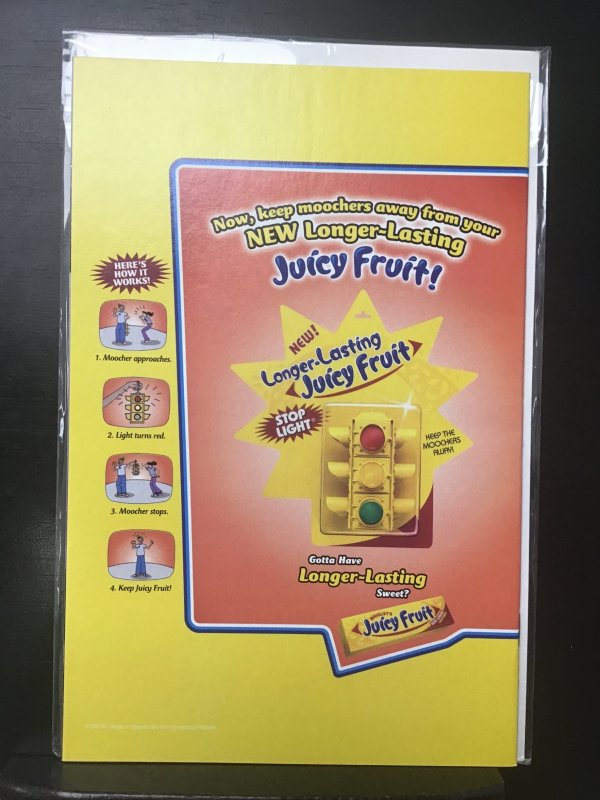 Now, keep moochers away from your
NEW Longer-Lasting
Juicy Fruit!
HERE'S
HOW IT
WORKS!
1. Moocher approaches.
2. Light turns red.
3. Moocher stops.
4. Keep Juicy Fruit!
NEW!
Longer-Lasting
Juicy Fruit
STOP
LIGHT
KEEP THE
MOOCHERS
AWAY!
Gotta Have
Longer-Lasting
Sweet?
WRIGLEY'S
Juicy Fruit